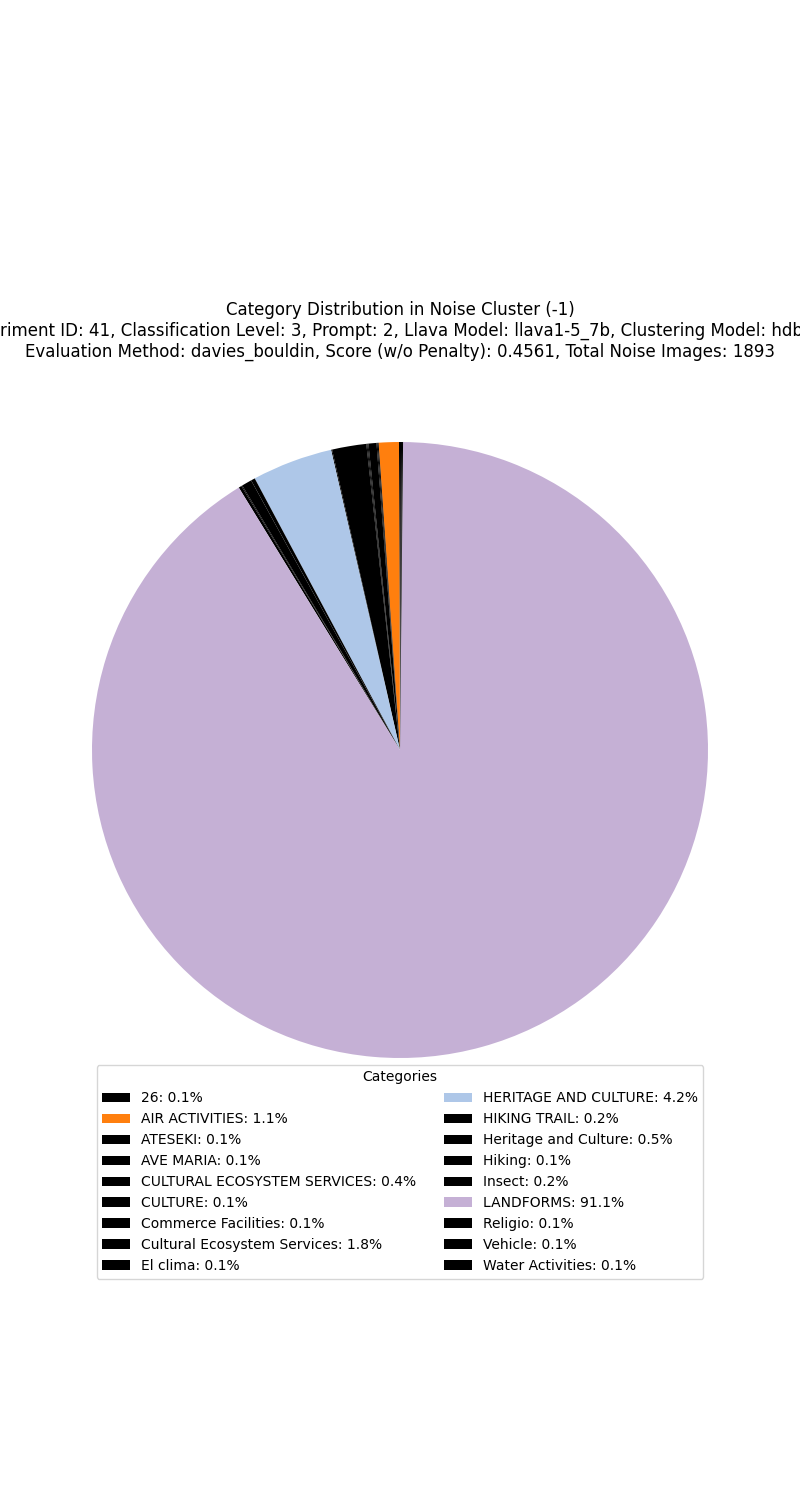 Category Distribution in Noise Cluster (-1)
riment ID: 41, Classification Level: 3, Prompt: 2, Llava Model: llava1-5_7b, Clustering Model: hdb
Evaluation Method: davies_bouldin, Score (w/o Penalty): 0.4561, Total Noise Images: 1893
Categories
26: 0.1%
AIR ACTIVITIES: 1.1%
ATESEKI: 0.1%
AVE MARIA: 0.1%
CULTURAL ECOSYSTEM SERVICES: 0.4%
CULTURE: 0.1%
Commerce Facilities: 0.1%
Cultural Ecosystem Services: 1.8%
El clima: 0.1%
HERITAGE AND CULTURE: 4.2%
HIKING TRAIL: 0.2%
Heritage and Culture: 0.5%
Hiking: 0.1%
Insect: 0.2%
LANDFORMS: 91.1%
Religio: 0.1%
Vehicle: 0.1%
Water Activities: 0.1%